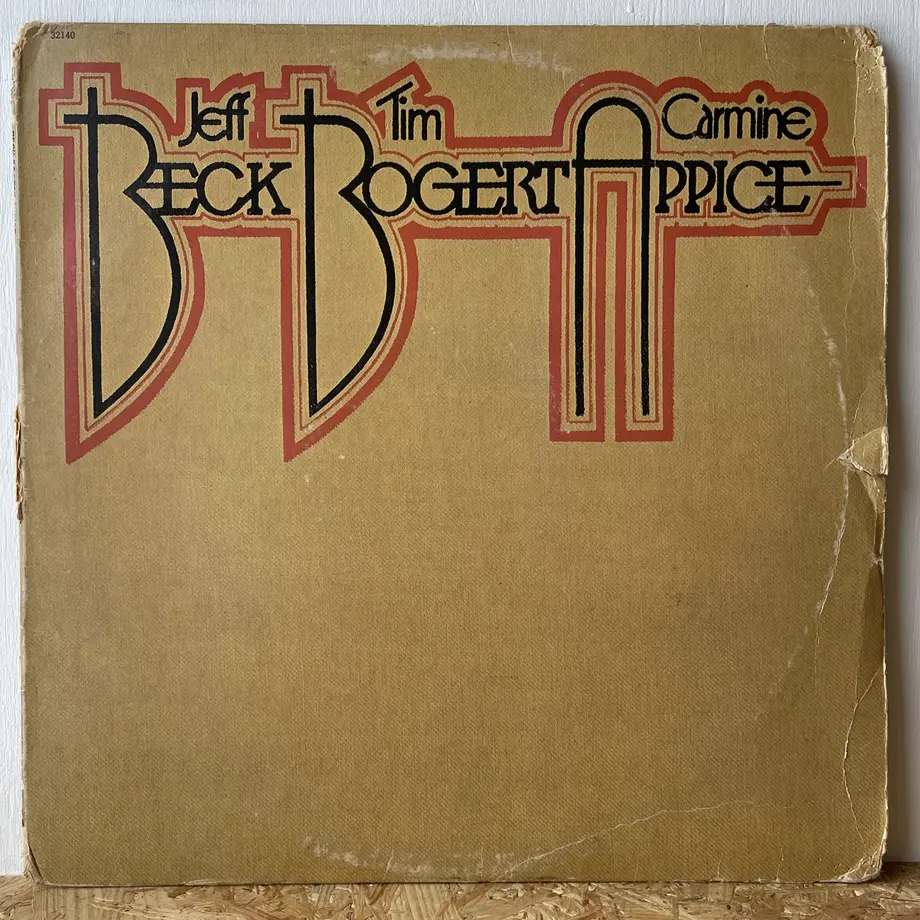 32140
Jeff Tim Carmine
BECK BOGERT APPICE